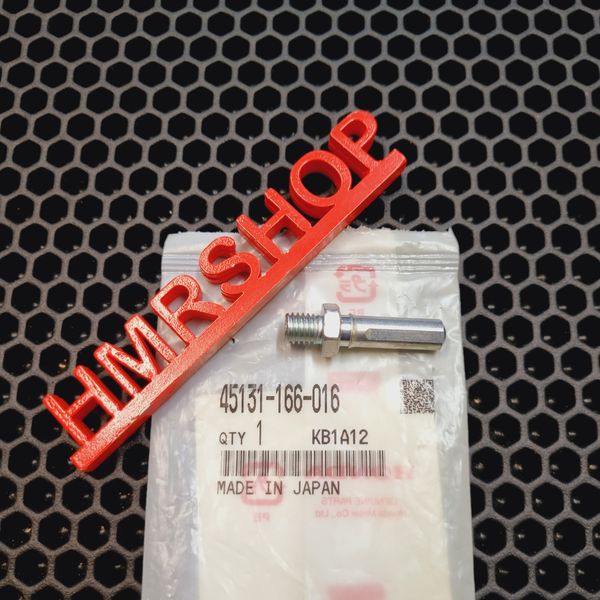 HMRSHOP
45131-166-016
QTY 1 KB1A12
MADE IN JAPAN